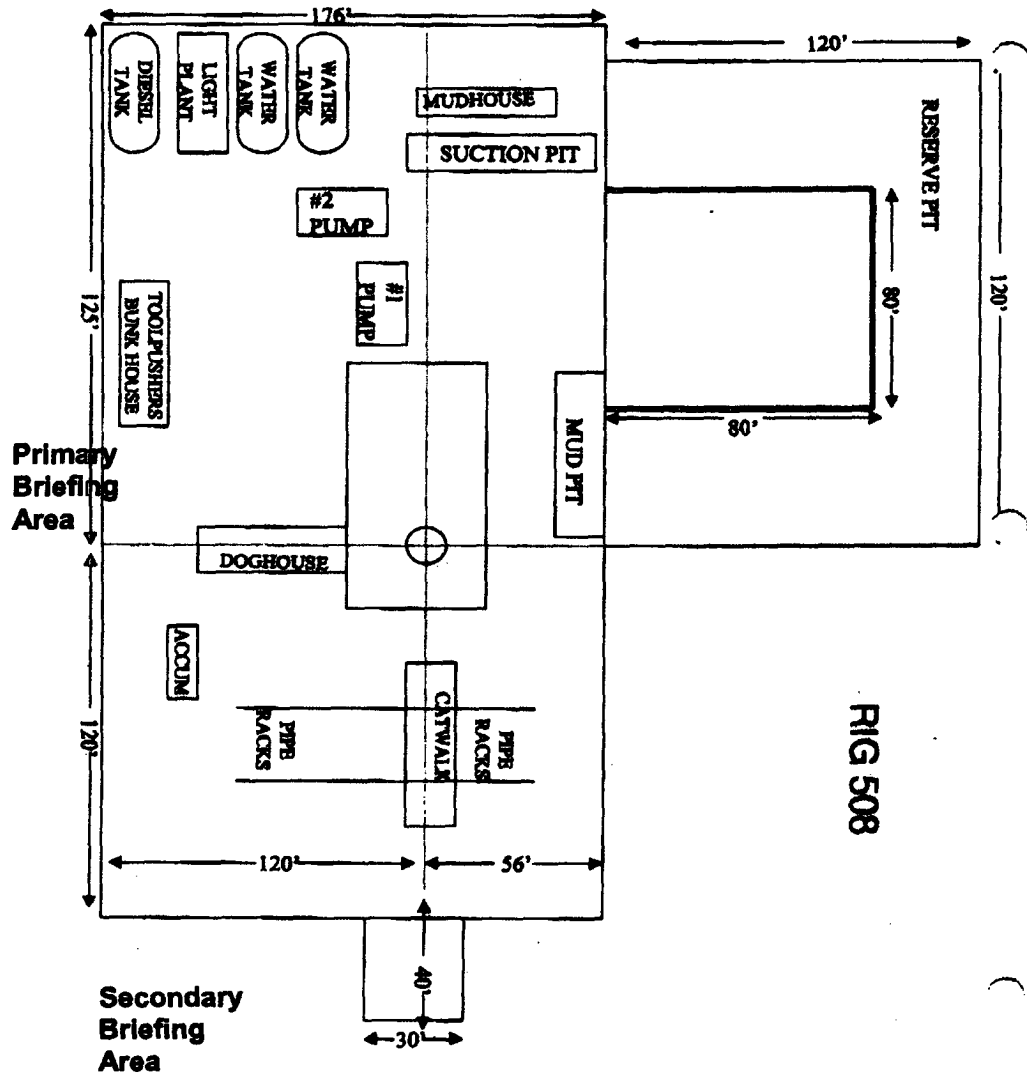 176'
120'
DIESEL
TANK
LIGHT
PLANT
WATER
TANK
WATER
TANK
MUDHOUSE
SUCTION PIT
RESERVE PIT
#2
PUMP
#1
PUMP
125'
TOOLPUSHERS
BUNK HOUSE
80'
120'
80'
MUD PIT
Primary
Briefing
Area
DOGHOUSE
ACCUM
120'
PIPE
RACKS
CATWALK
PIPE
RACKS
RIG 508
120'
56'
40'
30'
Secondary
Briefing
Area